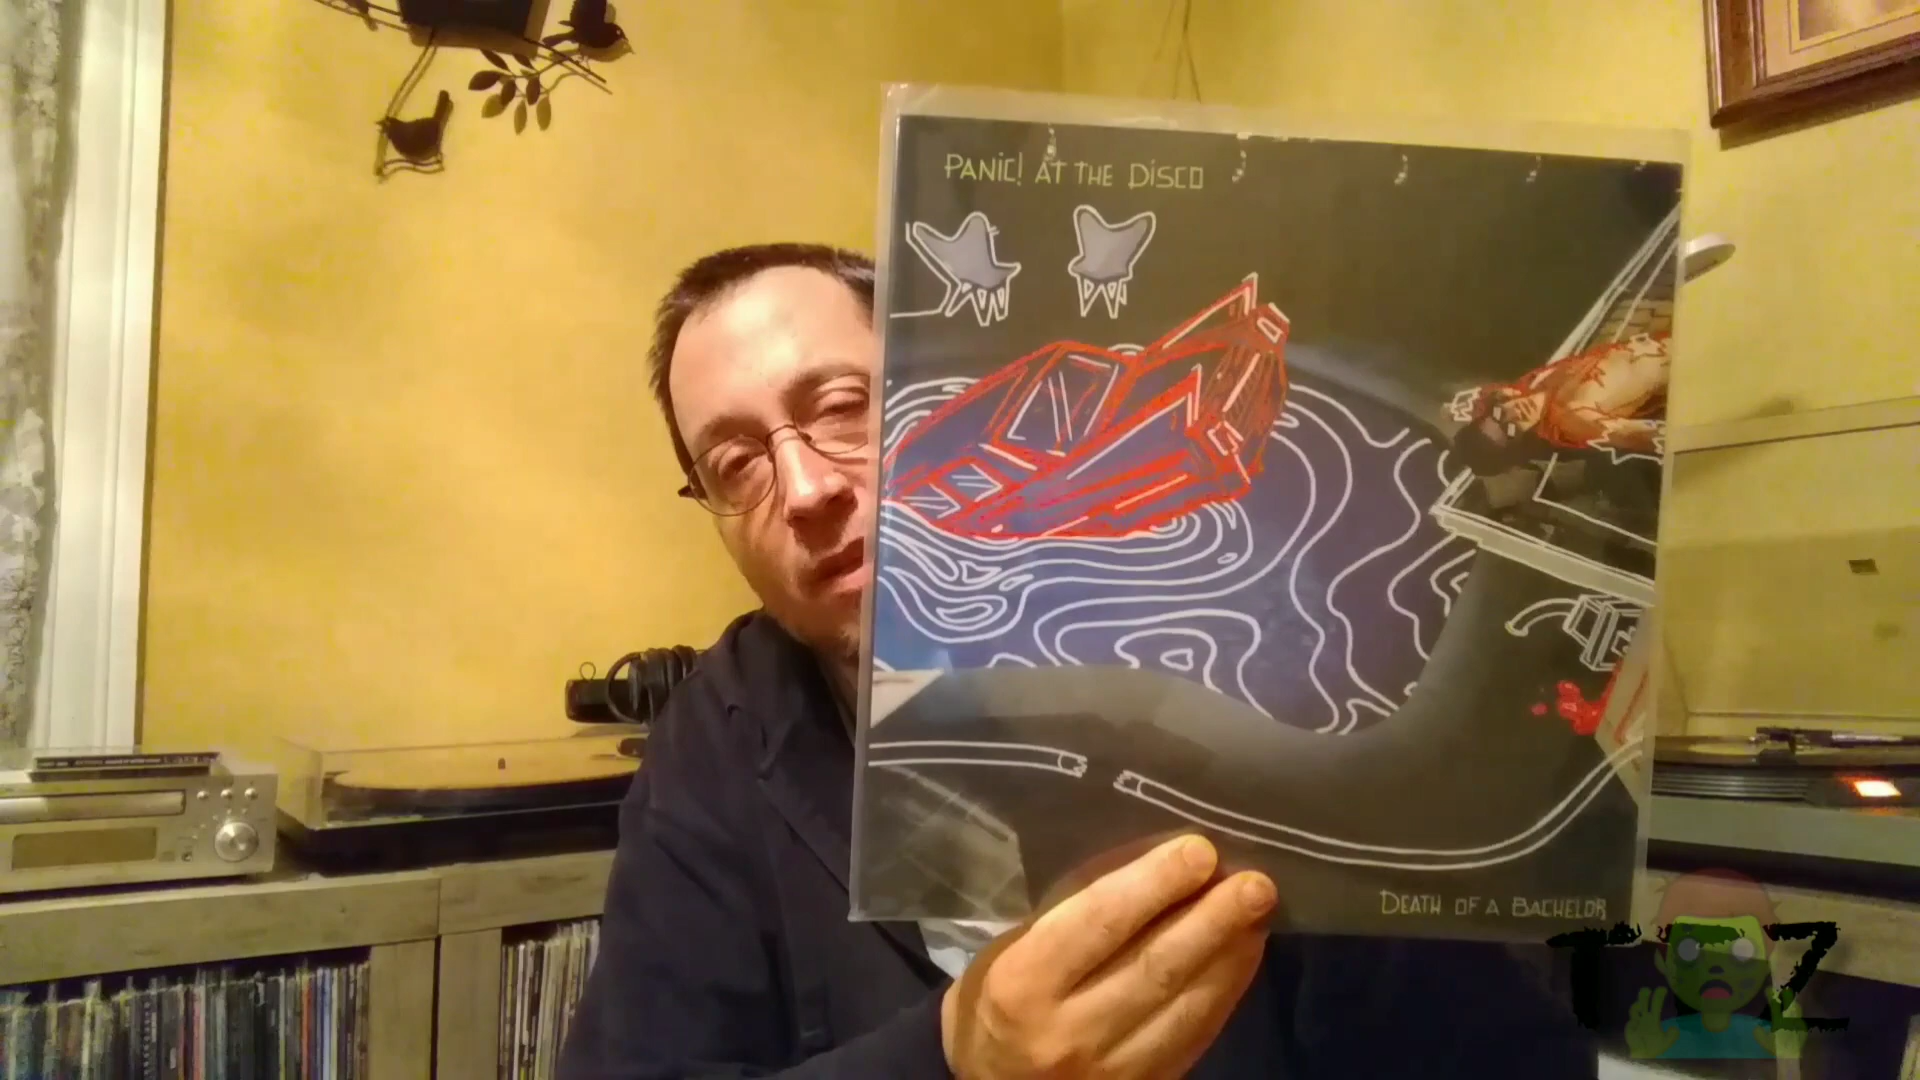 PANIC! AT THE DISCO
DEATH OF A BACHELOR
T Z